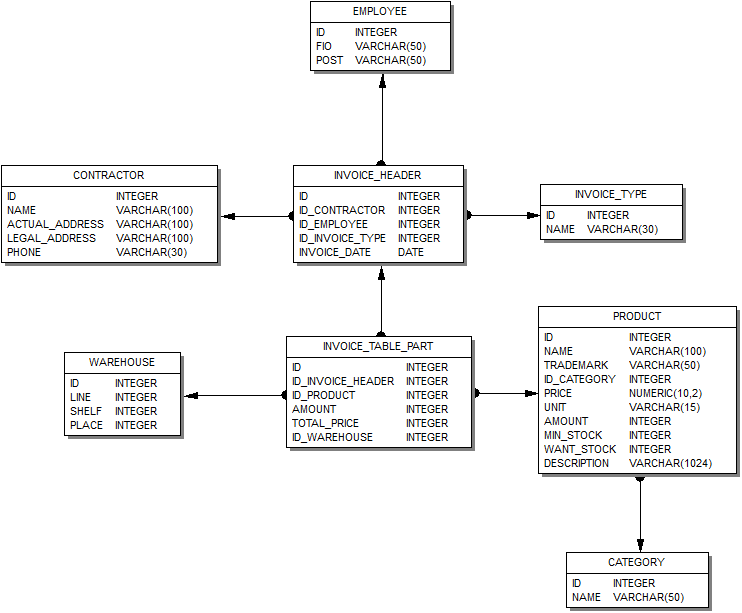 EMPLOYEE
ID INTEGER
FIO VARCHAR(50)
POST VARCHAR(50)
CONTRACTOR
ID INTEGER
NAME VARCHAR(100)
ACTUAL_ADDRESS VARCHAR(100)
LEGAL_ADDRESS VARCHAR(100)
PHONE VARCHAR(30)
INVOICE_HEADER
ID INTEGER
ID_CONTRACTOR INTEGER
ID_EMPLOYEE INTEGER
ID_INVOICE_TYPE INTEGER
INVOICE_DATE DATE
INVOICE_TYPE
ID INTEGER
NAME VARCHAR(30)
WAREHOUSE
ID INTEGER
LINE INTEGER
SHELF INTEGER
PLACE INTEGER
INVOICE_TABLE_PART
ID INTEGER
ID_INVOICE_HEADER INTEGER
ID_PRODUCT INTEGER
AMOUNT INTEGER
TOTAL_PRICE INTEGER
ID_WAREHOUSE INTEGER
PRODUCT
ID INTEGER
NAME VARCHAR(100)
TRADEMARK VARCHAR(50)
ID_CATEGORY INTEGER
PRICE NUMERIC(10,2)
UNIT VARCHAR(15)
AMOUNT INTEGER
MIN_STOCK INTEGER
WANT_STOCK INTEGER
DESCRIPTION VARCHAR(1024)
CATEGORY
ID INTEGER
NAME VARCHAR(50)